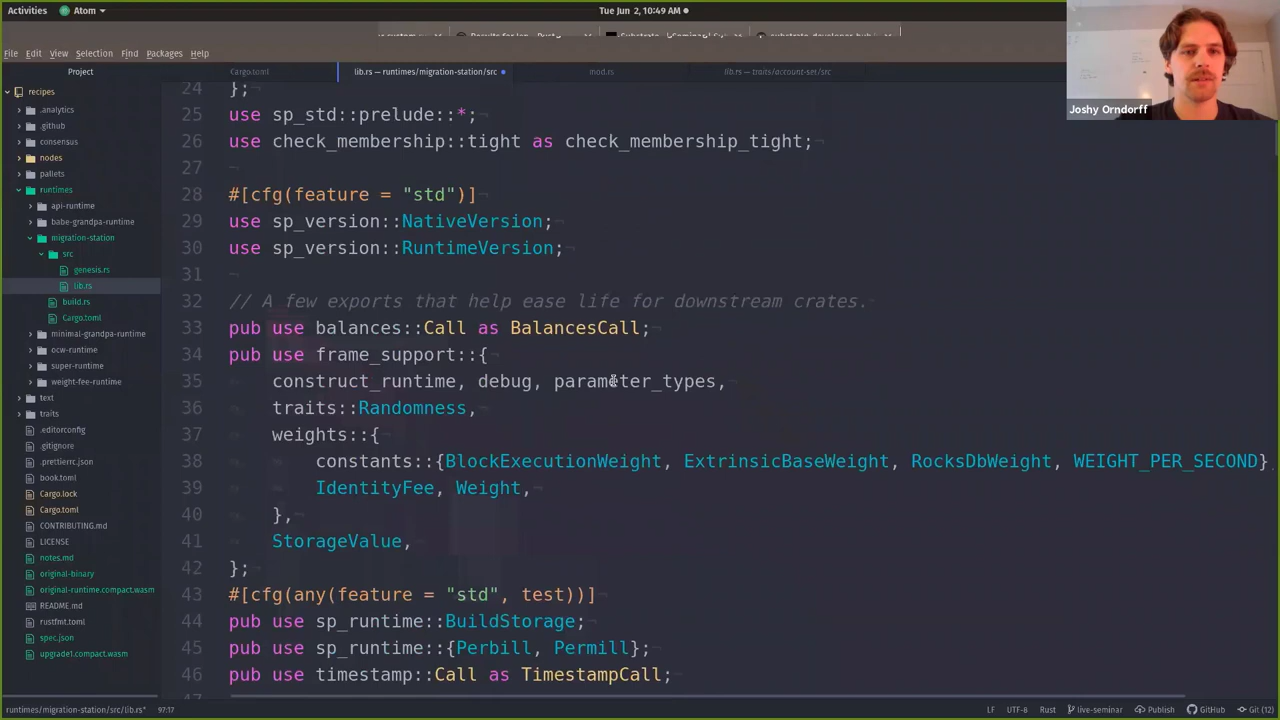 Activities
Atom
Tue Jun 2, 10:49 AM
File Edit View Selection Find Packages
Project
Cargo.toml
lib.rs — runtimes/migration-station/src
mod.rs
lib.rs — traits/account-set/src
Joshy Orndorff
recipes
.analytics
.github
consensus
nodes
pallets
runtimes
api-runtime
babe-grandpa-runtime
migration-station
src
genesis.rs
lib.rs
build.rs
Cargo.toml
minimal-grandpa-runtime
ocw-runtime
super-runtime
weight-fee-runtime
text
traits
.editorconfig
.gitignore
.prettierrc.json
book.toml
Cargo.lock
Cargo.toml
CONTRIBUTING.md
LICENSE
notes.md
original-binary
original-runtime.compact.wasm
README.md
rustfmt.toml
spec.json
upgrade1.compact.wasm
24 };
25 use sp_std::prelude::*;
26 use check_membership::tight as check_membership_tight;
27
28 #[cfg(feature = "std")]
29 use sp_version::NativeVersion;
30 use sp_version::RuntimeVersion;
31
32 // A few exports that help ease life for downstream crates.
33 pub use balances::Call as BalancesCall;
34 pub use frame_support::{
35 construct_runtime, debug, parameter_types,
36 traits::Randomness,
37 weights::{
38 constants::{BlockExecutionWeight, ExtrinsicBaseWeight, RocksDbWeight, WEIGHT_PER_SECOND}
39 IdentityFee, Weight,
40 },
41 StorageValue,
42 };
43 #[cfg(any(feature = "std", test))]
44 pub use sp_runtime::BuildStorage;
45 pub use sp_runtime::{Perbill, Permill};
46 pub use timestamp::Call as TimestampCall;
runtimes/migration-station/src/lib.rs* 97:17
LF UTF-8 Rust live-seminar Publish GitHub Git (12)